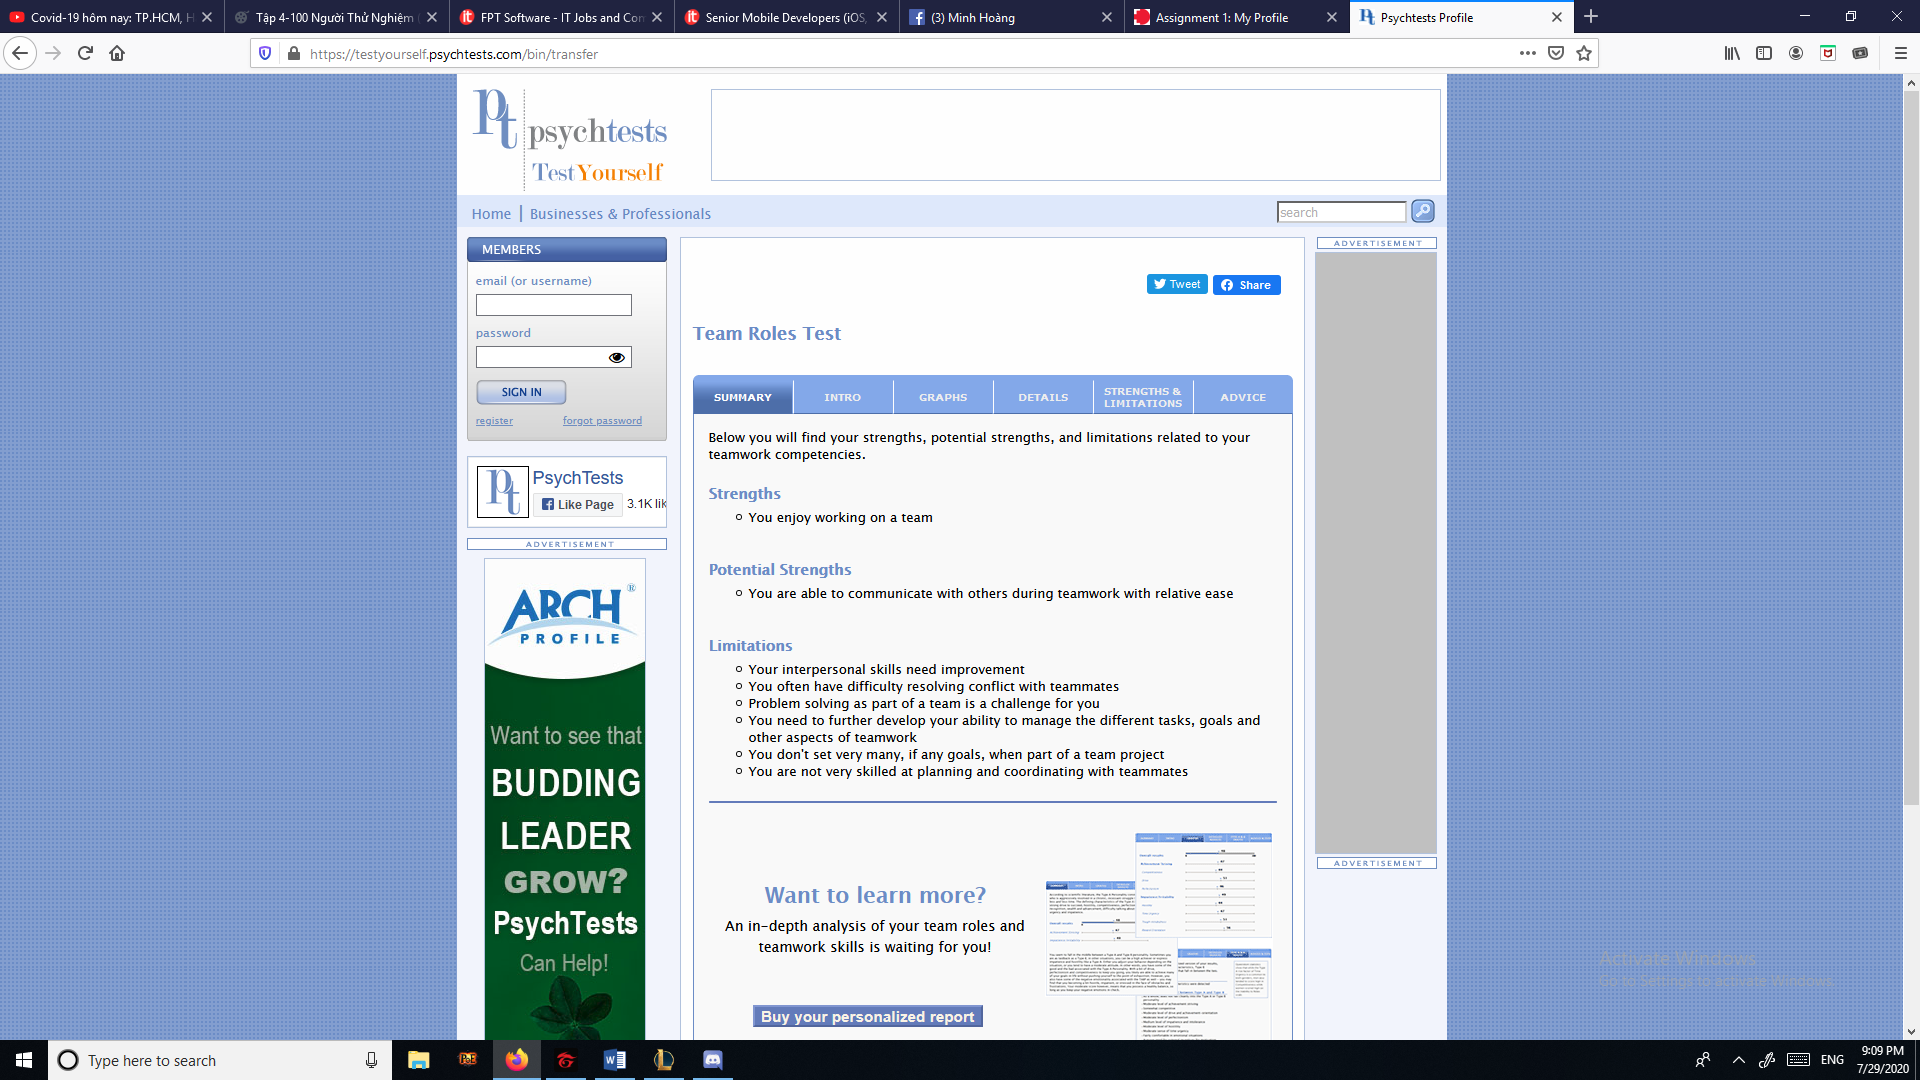 Covid-19 hôm nay: TP.HCM, H
Tập 4-100 Người Thử Nghiệm
FPT Software - IT Jobs and Com
Senior Mobile Developers (iOS,
(3) Minh Hoàng
Assignment 1: My Profile
Psychtests Profile
https://testyourself.psychtests.com/bin/transfer
pt psychtests
TestYourself
Home | Businesses & Professionals
search
MEMBERS
email (or username)
password
SIGN IN
register forgot password
pt PsychTests
Like Page 3.1K lik
ADVERTISEMENT
ARCH ®
PROFILE
Want to see that
BUDDING
LEADER
GROW?
PsychTests
Can Help!
Tweet Share
Team Roles Test
SUMMARY INTRO GRAPHS DETAILS STRENGTHS & LIMITATIONS ADVICE
Below you will find your strengths, potential strengths, and limitations related to your
teamwork competencies.
Strengths
You enjoy working on a team
Potential Strengths
You are able to communicate with others during teamwork with relative ease
Limitations
Your interpersonal skills need improvement
You often have difficulty resolving conflict with teammates
Problem solving as part of a team is a challenge for you
You need to further develop your ability to manage the different tasks, goals and
other aspects of teamwork
You don't set very many, if any goals, when part of a team project
You are not very skilled at planning and coordinating with teammates
Want to learn more?
An in-depth analysis of your team roles and
teamwork skills is waiting for you!
Buy your personalized report
ADVERTISEMENT
ADVERTISEMENT
Activate Windows
Type here to search
ENG
9:09 PM
7/29/2020